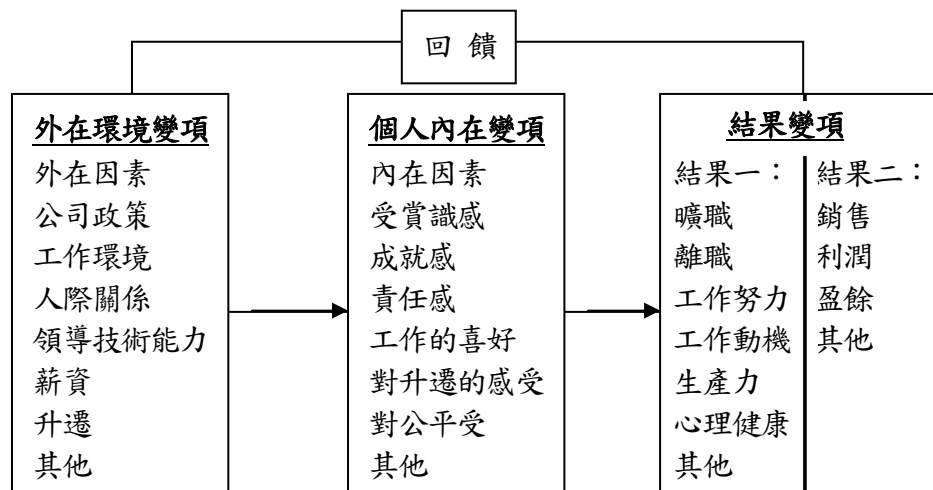 回饋
外在環境變項
外在因素
公司政策
工作環境
人際關係
領導技術能力
薪資
升遷
其他
個人內在變項
內在因素
受賞識感
成就感
責任感
工作的喜好
對升遷的感受
對公平受
其他
結果變項
結果一：
曠職
離職
工作努力
工作動機
生產力
心理健康
其他
結果二：
銷售
利潤
盈餘
其他